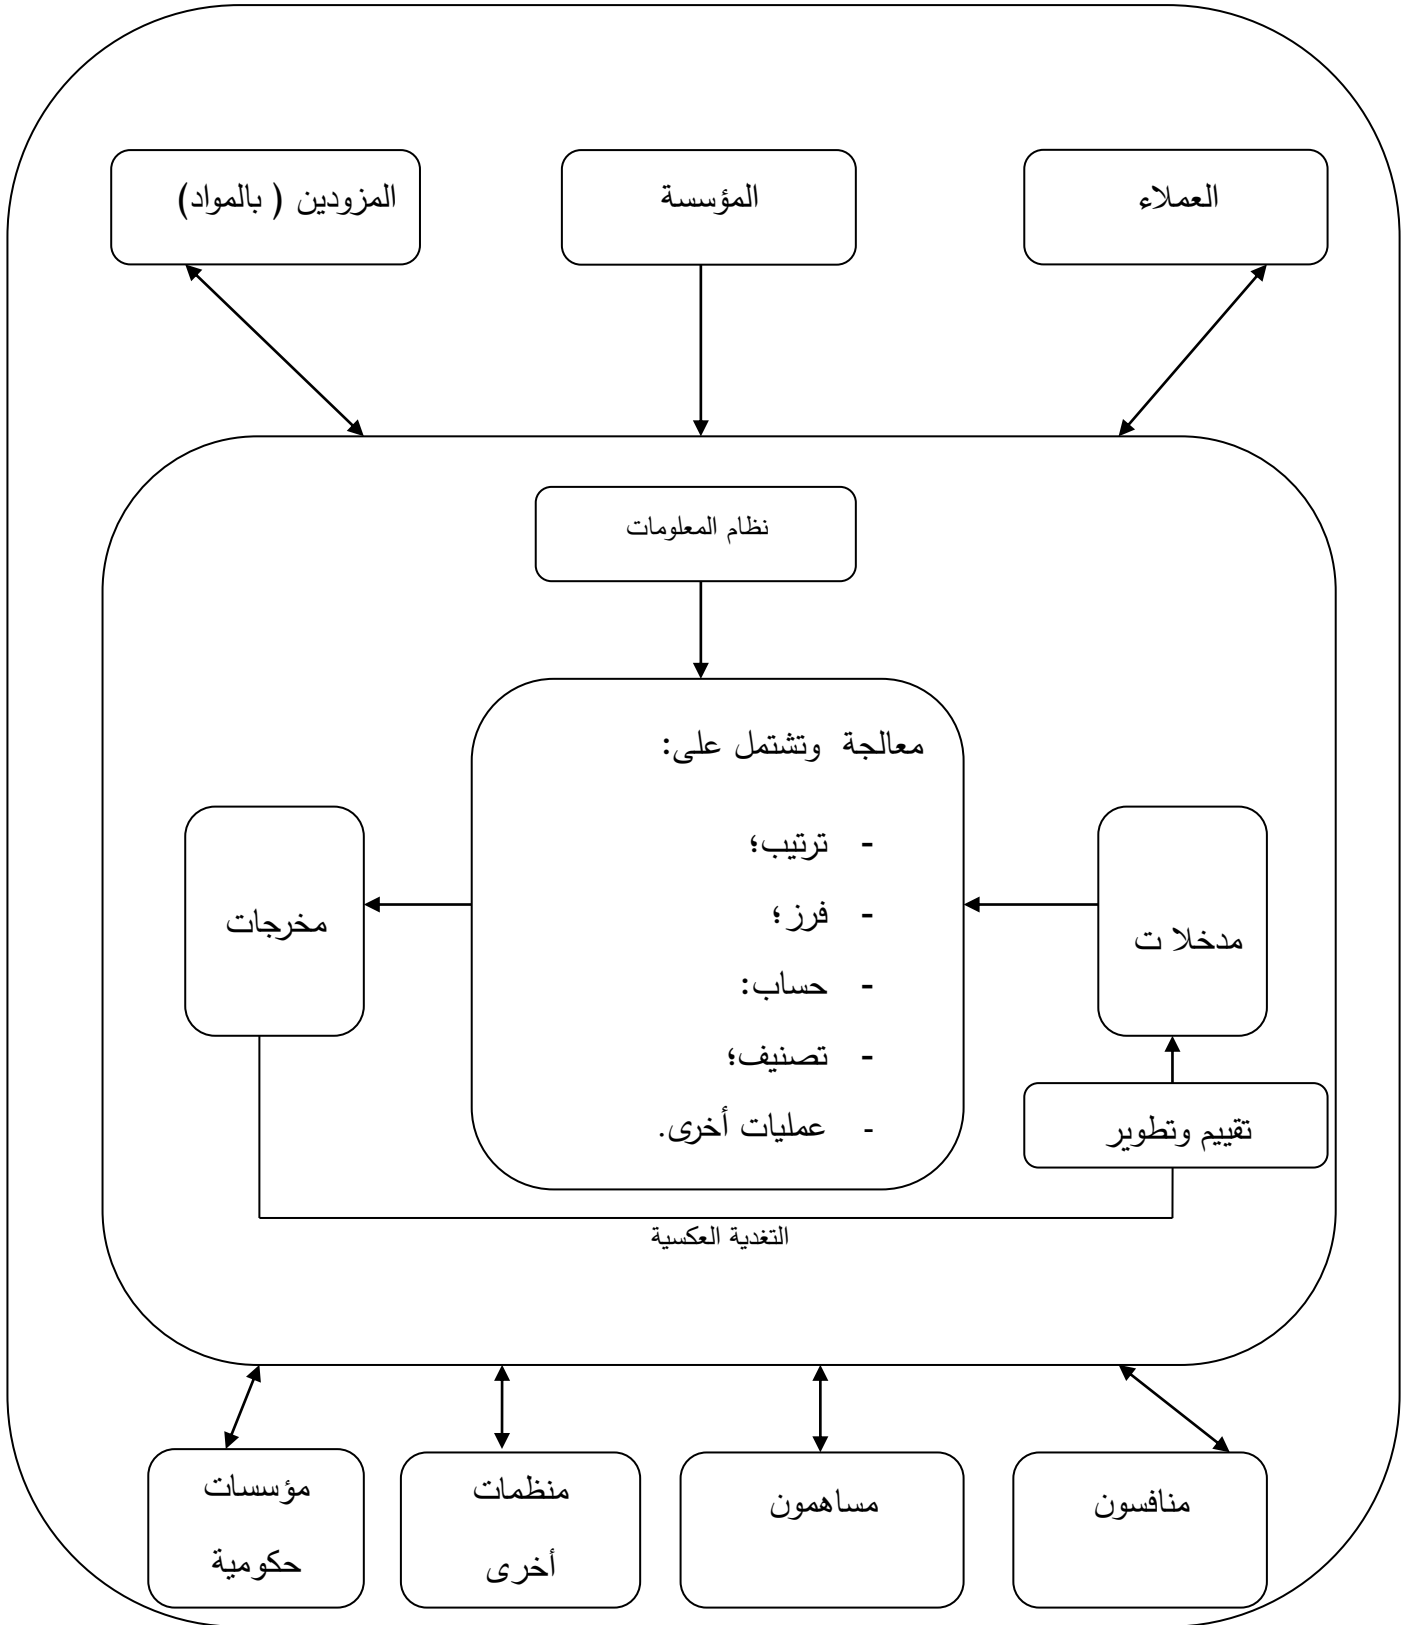 العملاء
المؤسسة
المزودين ( بالمواد)
نظام المعلومات
معالجة وتشتمل على:
- ترتيب؛
- فرز؛
- حساب:
- تصنيف؛
- عمليات أخرى.
مدخلا ت
مخرجات
تقييم وتطوير
التغدية العكسية
منافسون
مساهمون
منظمات
أخرى
مؤسسات
حكومية